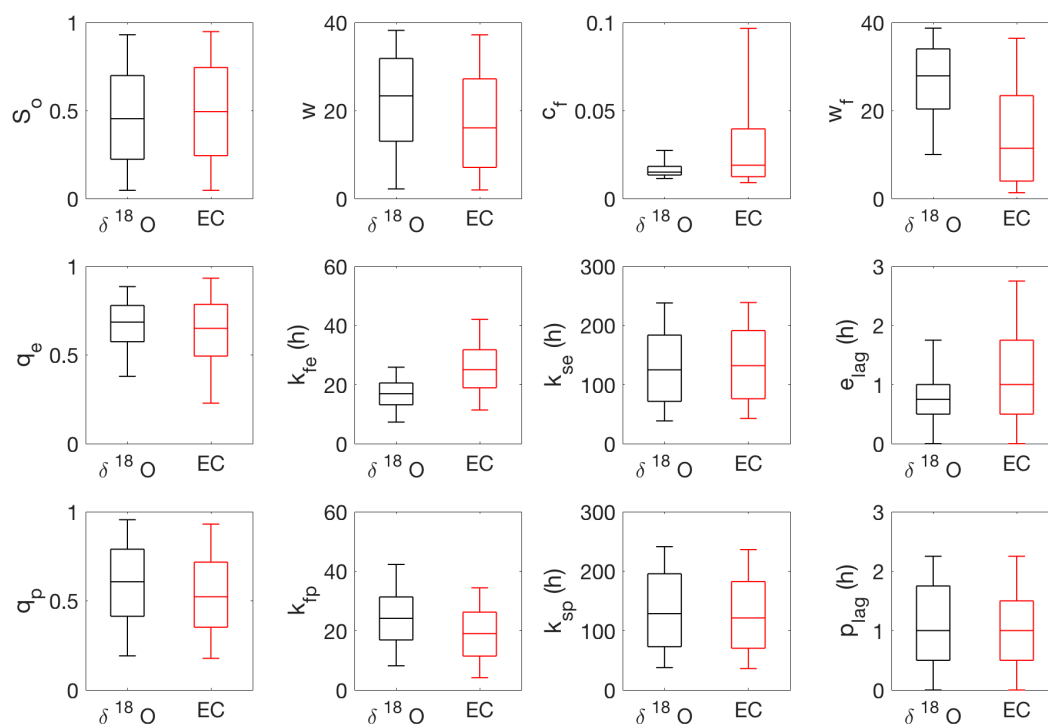 1
0.5
0
S_o
δ ¹⁸ O
EC
40
20
0
w
δ ¹⁸ O
EC
0.1
0.05
0
c_f
δ ¹⁸ O
EC
40
20
0
w_f
δ ¹⁸ O
EC
1
0.5
0
q_e
δ ¹⁸ O
EC
60
40
20
0
k_fe (h)
δ ¹⁸ O
EC
300
200
100
0
k_se (h)
δ ¹⁸ O
EC
3
2
1
0
e_lag (h)
δ ¹⁸ O
EC
1
0.5
0
q_p
δ ¹⁸ O
EC
60
40
20
0
k_fp
δ ¹⁸ O
EC
300
200
100
0
k_sp (h)
δ ¹⁸ O
EC
3
2
1
0
p_lag (h)
δ ¹⁸ O
EC